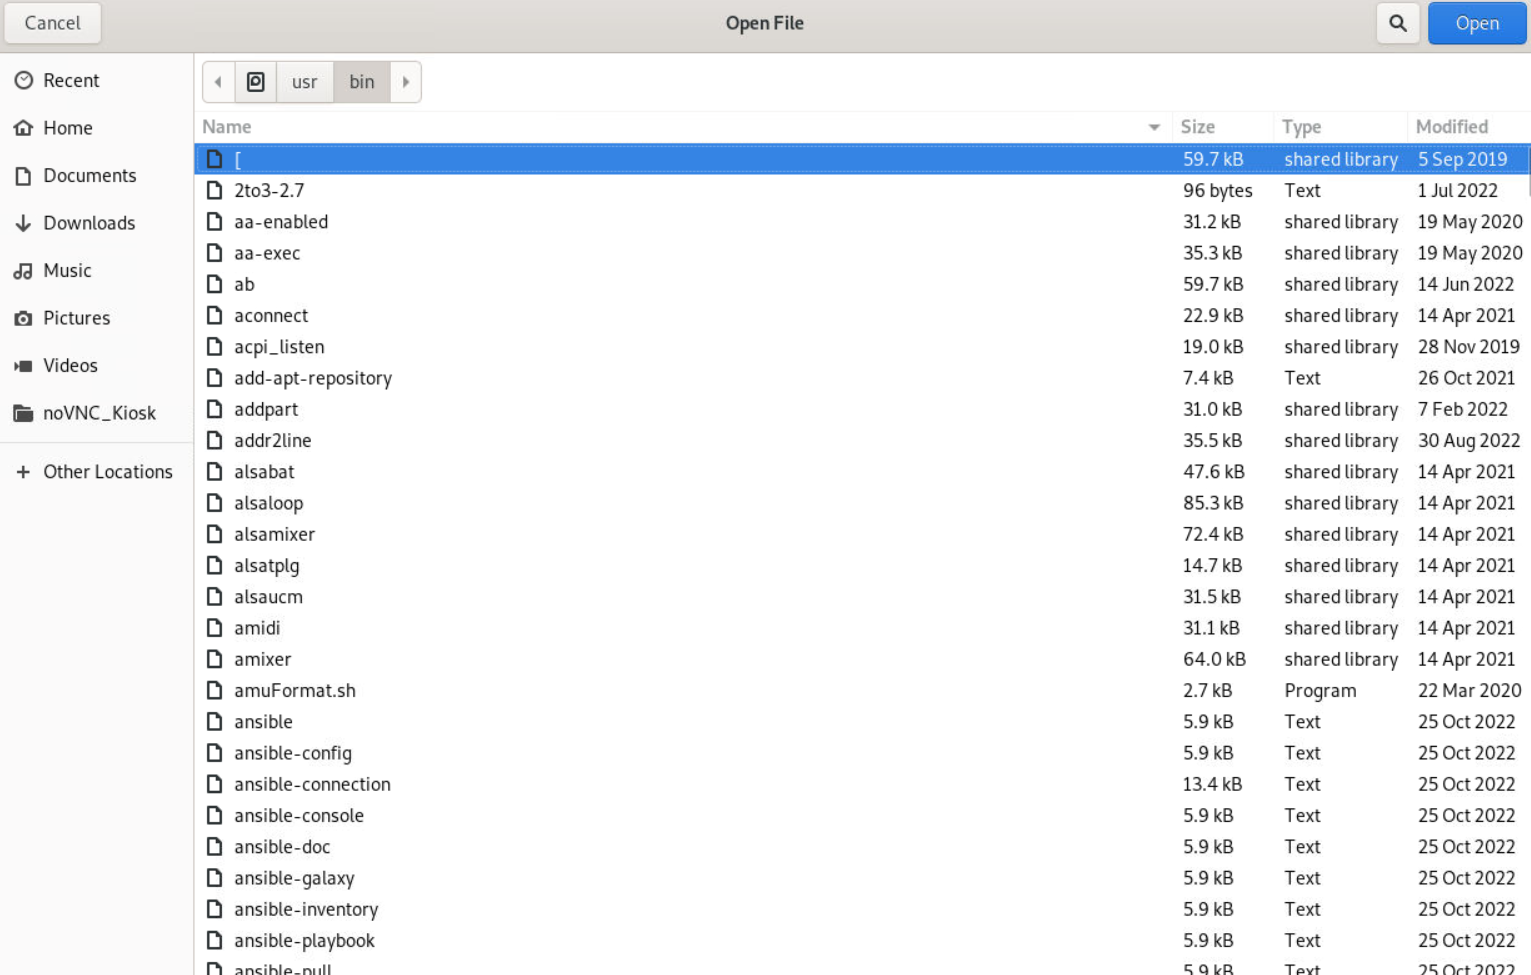 Cancel Open File Open
Recent
Home
Documents
Downloads
Music
Pictures
Videos
noVNC_Kiosk
+ Other Locations
usr bin
Name Size Type Modified
[ 59.7 kB shared library 5 Sep 2019
2to3-2.7 96 bytes Text 1 Jul 2022
aa-enabled 31.2 kB shared library 19 May 2020
aa-exec 35.3 kB shared library 19 May 2020
ab 59.7 kB shared library 14 Jun 2022
aconnect 22.9 kB shared library 14 Apr 2021
acpi_listen 19.0 kB shared library 28 Nov 2019
add-apt-repository 7.4 kB Text 26 Oct 2021
addpart 31.0 kB shared library 7 Feb 2022
addr2line 35.5 kB shared library 30 Aug 2022
alsabat 47.6 kB shared library 14 Apr 2021
alsaloop 85.3 kB shared library 14 Apr 2021
alsamixer 72.4 kB shared library 14 Apr 2021
alsatplg 14.7 kB shared library 14 Apr 2021
alsaucm 31.5 kB shared library 14 Apr 2021
amidi 31.1 kB shared library 14 Apr 2021
amixer 64.0 kB shared library 14 Apr 2021
amuFormat.sh 2.7 kB Program 22 Mar 2020
ansible 5.9 kB Text 25 Oct 2022
ansible-config 5.9 kB Text 25 Oct 2022
ansible-connection 13.4 kB Text 25 Oct 2022
ansible-console 5.9 kB Text 25 Oct 2022
ansible-doc 5.9 kB Text 25 Oct 2022
ansible-galaxy 5.9 kB Text 25 Oct 2022
ansible-inventory 5.9 kB Text 25 Oct 2022
ansible-playbook 5.9 kB Text 25 Oct 2022
ansible-pull 5.9 kB Text 25 Oct 2022